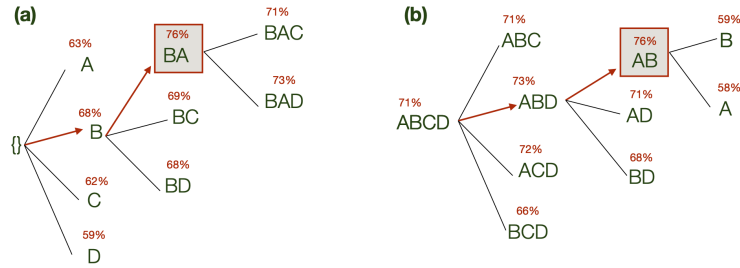 (a)
63%
A
68%
B
62%
C
59%
D
{}
76%
BA
69%
BC
68%
BD
71%
BAC
73%
BAD
(b)
71%
ABCD
71%
ABC
73%
ABD
72%
ACD
66%
BCD
76%
AB
71%
AD
68%
BD
59%
B
58%
A